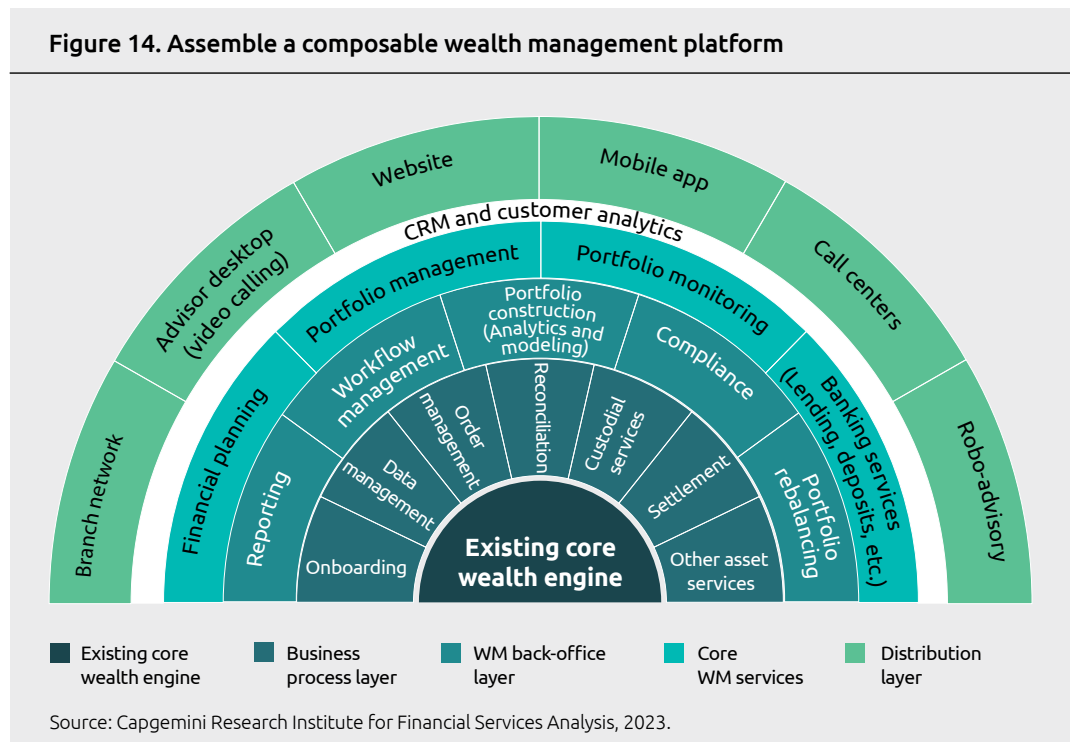 Figure 14. Assemble a composable wealth management platform
Branch network
Advisor desktop
(video calling)
Website
Mobile app
Call centers
Robo-advisory
CRM and customer analytics
Financial planning
Portfolio management
Portfolio monitoring
Banking services
(Lending, deposits, etc.)
Reporting
Workflow
management
Portfolio
construction
(Analytics and
modeling)
Compliance
Portfolio
rebalancing
Onboarding
Data
management
Order
management
Reconciliation
Custodial
services
Settlement
Other asset
services
Existing core
wealth engine
Existing core
wealth engine
Business
process layer
WM back-office
layer
Core
WM services
Distribution
layer
Source: Capgemini Research Institute for Financial Services Analysis, 2023.